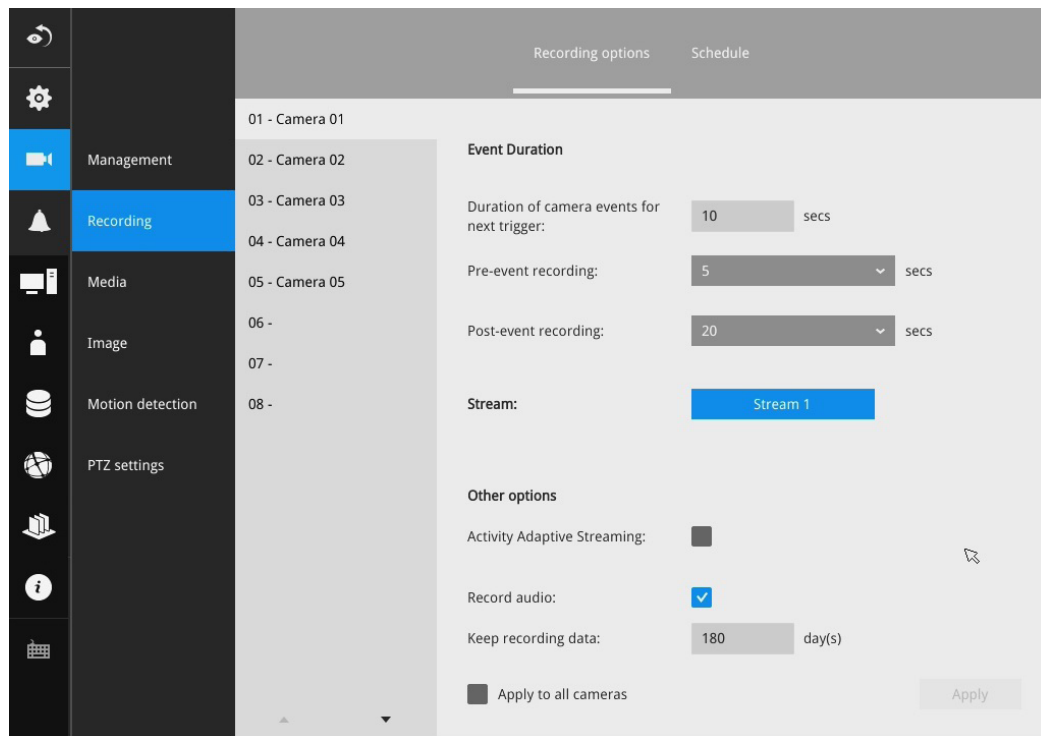 Recording options
Schedule
Management
Recording
Media
Image
Motion detection
PTZ settings
01 - Camera 01
02 - Camera 02
03 - Camera 03
04 - Camera 04
05 - Camera 05
06 -
07 -
08 -
Event Duration
Duration of camera events for
next trigger:
10 secs
Pre-event recording: 5 secs
Post-event recording: 20 secs
Stream: Stream 1
Other options
Activity Adaptive Streaming:
Record audio:
Keep recording data: 180 day(s)
Apply to all cameras
Apply